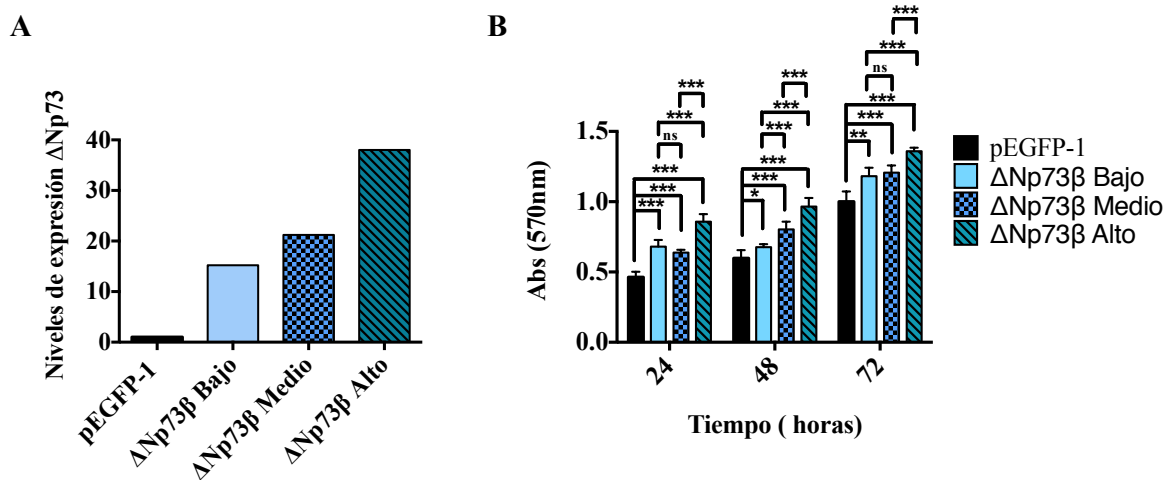 A
Niveles de expresión ΔNp73
40
30
20
10
0
pEGFP-1
ΔNp73β Bajo
ΔNp73β Medio
ΔNp73β Alto
B
Abs (570nm)
1.5
1.0
0.5
0.0
***
***
ns
***
***
***
***
***
***
***
***
*
***
***
ns
***
***
**
24
48
72
Tiempo ( horas)
pEGFP-1
ΔNp73β Bajo
ΔNp73β Medio
ΔNp73β Alto